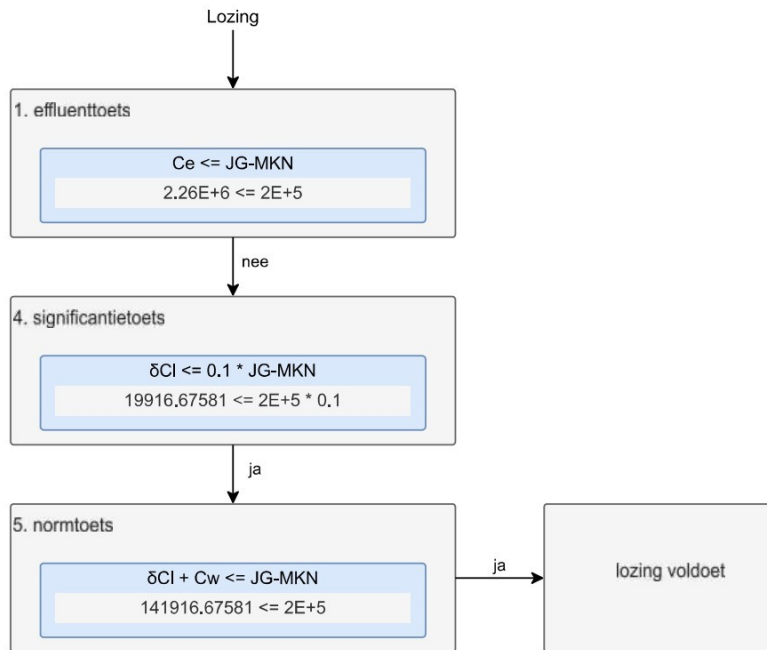 Lozing
1. effluenttoets
Ce <= JG-MKN
2.26E+6 <= 2E+5
nee
4. significantietoets
δCl <= 0.1 * JG-MKN
19916.67581 <= 2E+5 * 0.1
ja
5. normtoets
δCl + Cw <= JG-MKN
141916.67581 <= 2E+5
ja
lozing voldoet